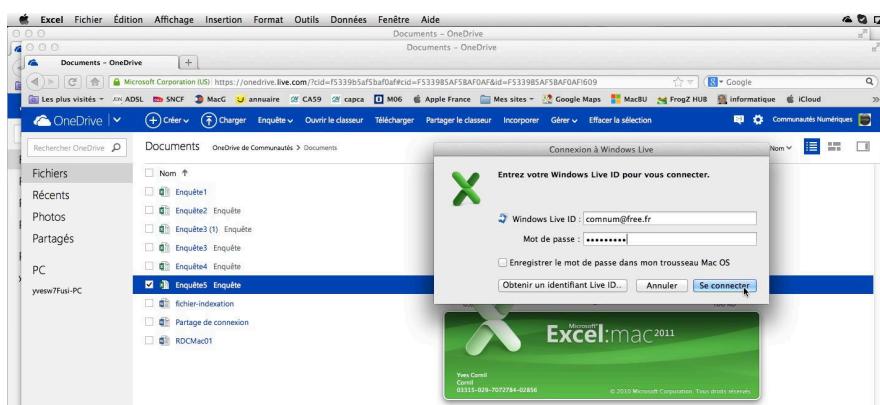 Excel Fichier Édition Affichage Insertion Format Outils Données Fenêtre Aide
Documents – OneDrive
Documents – OneDrive
Documents – OneDrive +
Microsoft Corporation (US) https://onedrive.live.com/?cid=f5339b5af5baf0af#cid=F5339B5AF5BAF0AF&id=F5339B5AF5BAF0AF!609 Google
Les plus visités ADSL SNCF MacG annuaire CA59 capca M06 Apple France Mes sites Google Maps MacBU FrogZ HUB informatique iCloud
OneDrive Créer Charger Enquête Ouvrir le classeur Télécharger Partager le classeur Incorporer Gérer Effacer la sélection Communautés Numériques
Rechercher OneDrive Documents OneDrive de Communautés > Documents Nom
Connexion à Windows Live
Fichiers
Récents
Photos
Partagés
PC
yvesw7Fusi-PC
Nom
Enquête1
Enquête2 Enquête
Enquête3 (1) Enquête
Enquête3 Enquête
Enquête4 Enquête
Enquête5 Enquête
fichier-indexation
Partage de connexion
RDCMac01
Entrez votre Windows Live ID pour vous connecter.
Windows Live ID : comnum@free.fr
Mot de passe : •••••••••
Enregistrer le mot de passe dans mon trousseau Mac OS
Obtenir un identifiant Live ID... Annuler Se connecter
Microsoft
Excel:mac 2011
Yves Cornil
Cornil
03315-029-7072784-02856
© 2010 Microsoft Corporation. Tous droits réservés